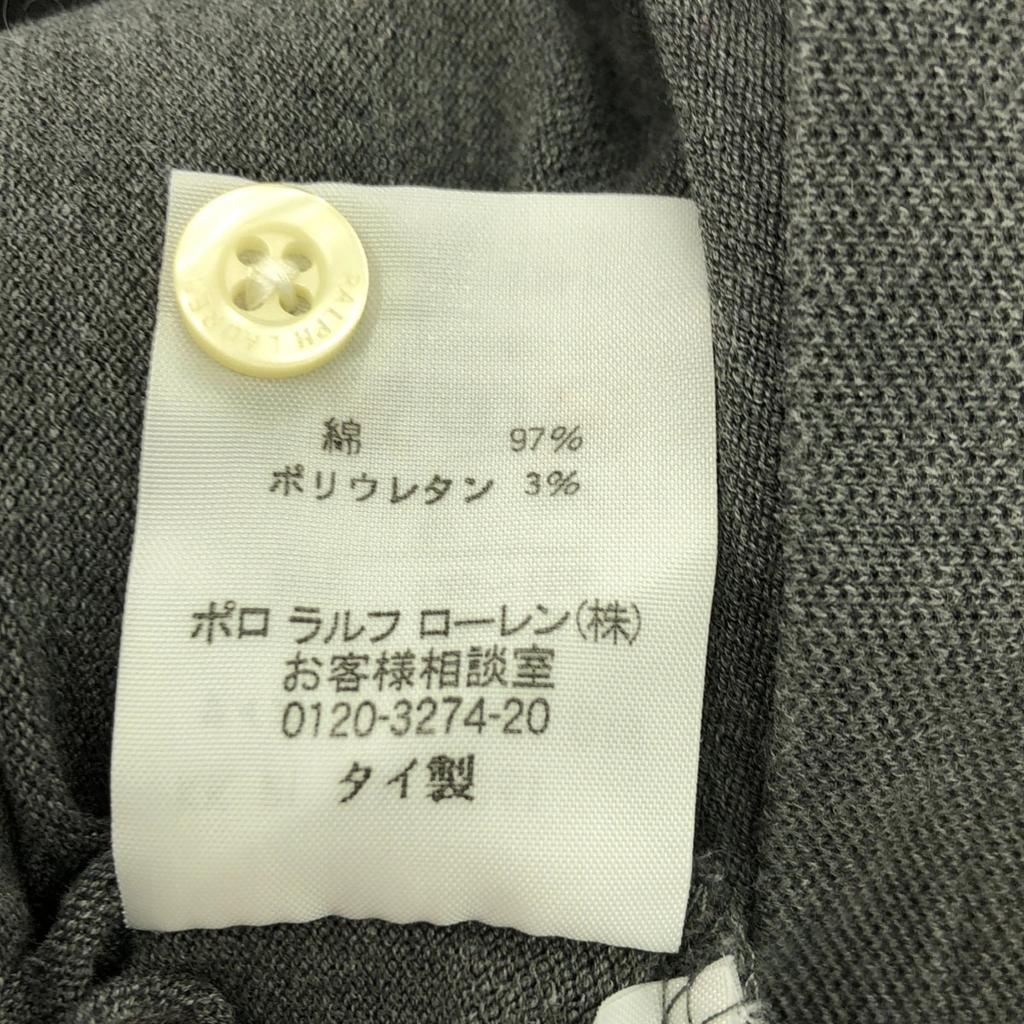 RALPH LAUREN
綿 97%
ポリウレタン 3%
ポロ ラルフ ローレン(株)
お客様相談室
0120-3274-20
タイ製